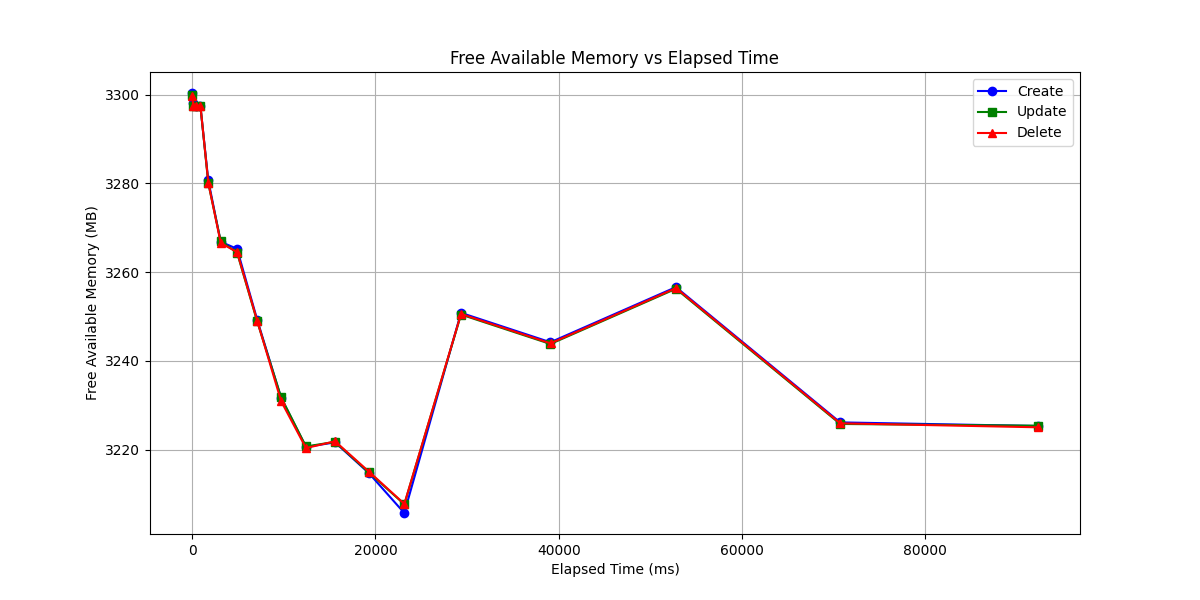 Free Available Memory vs Elapsed Time
Create
Update
Delete
Free Available Memory (MB)
3300
3280
3260
3240
3220
0
20000
40000
60000
80000
Elapsed Time (ms)